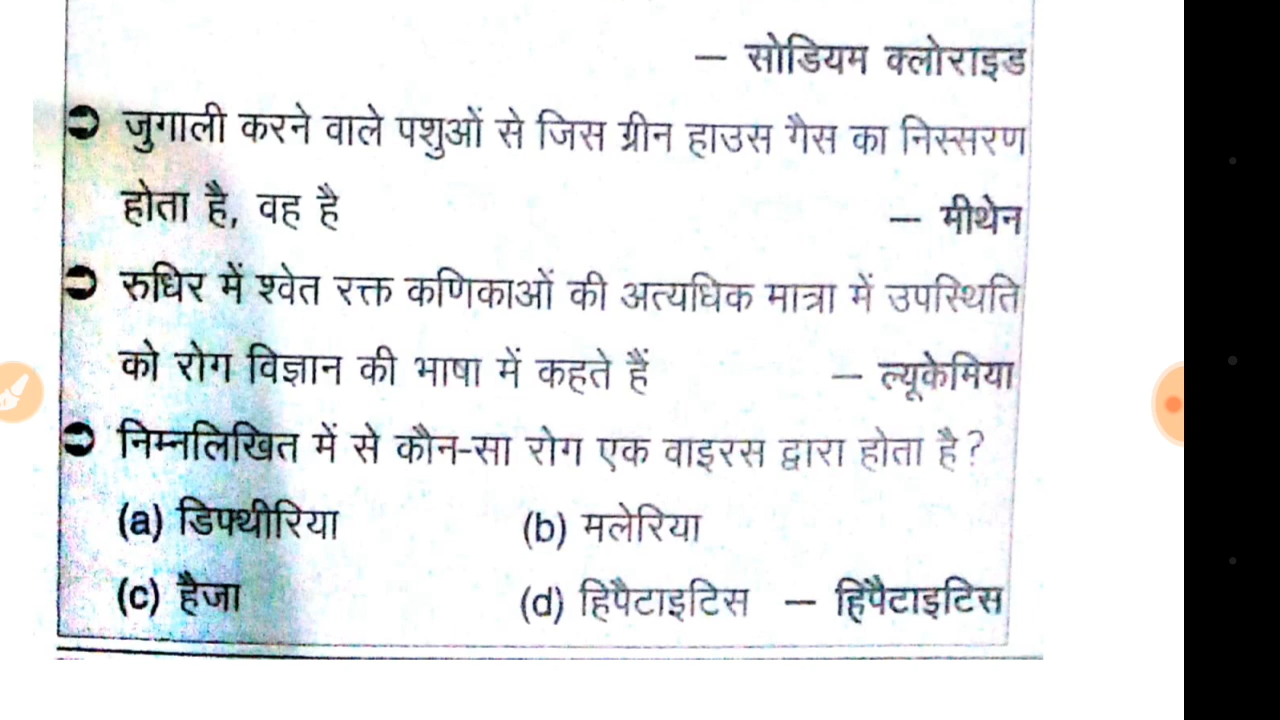 — सोडियम क्लोराइड
➲ जुगाली करने वाले पशुओं से जिस ग्रीन हाउस गैस का निस्सरण
होता है, वह है — मीथेन
➲ रुधिर में श्वेत रक्त कणिकाओं की अत्यधिक मात्रा में उपस्थिति
को रोग विज्ञान की भाषा में कहते हैं — ल्यूकेमिया
➲ निम्नलिखित में से कौन-सा रोग एक वाइरस द्वारा होता है?
(a) डिफ्थीरिया (b) मलेरिया
(c) हैजा (d) हिपैटाइटिस — हिपैटाइटिस